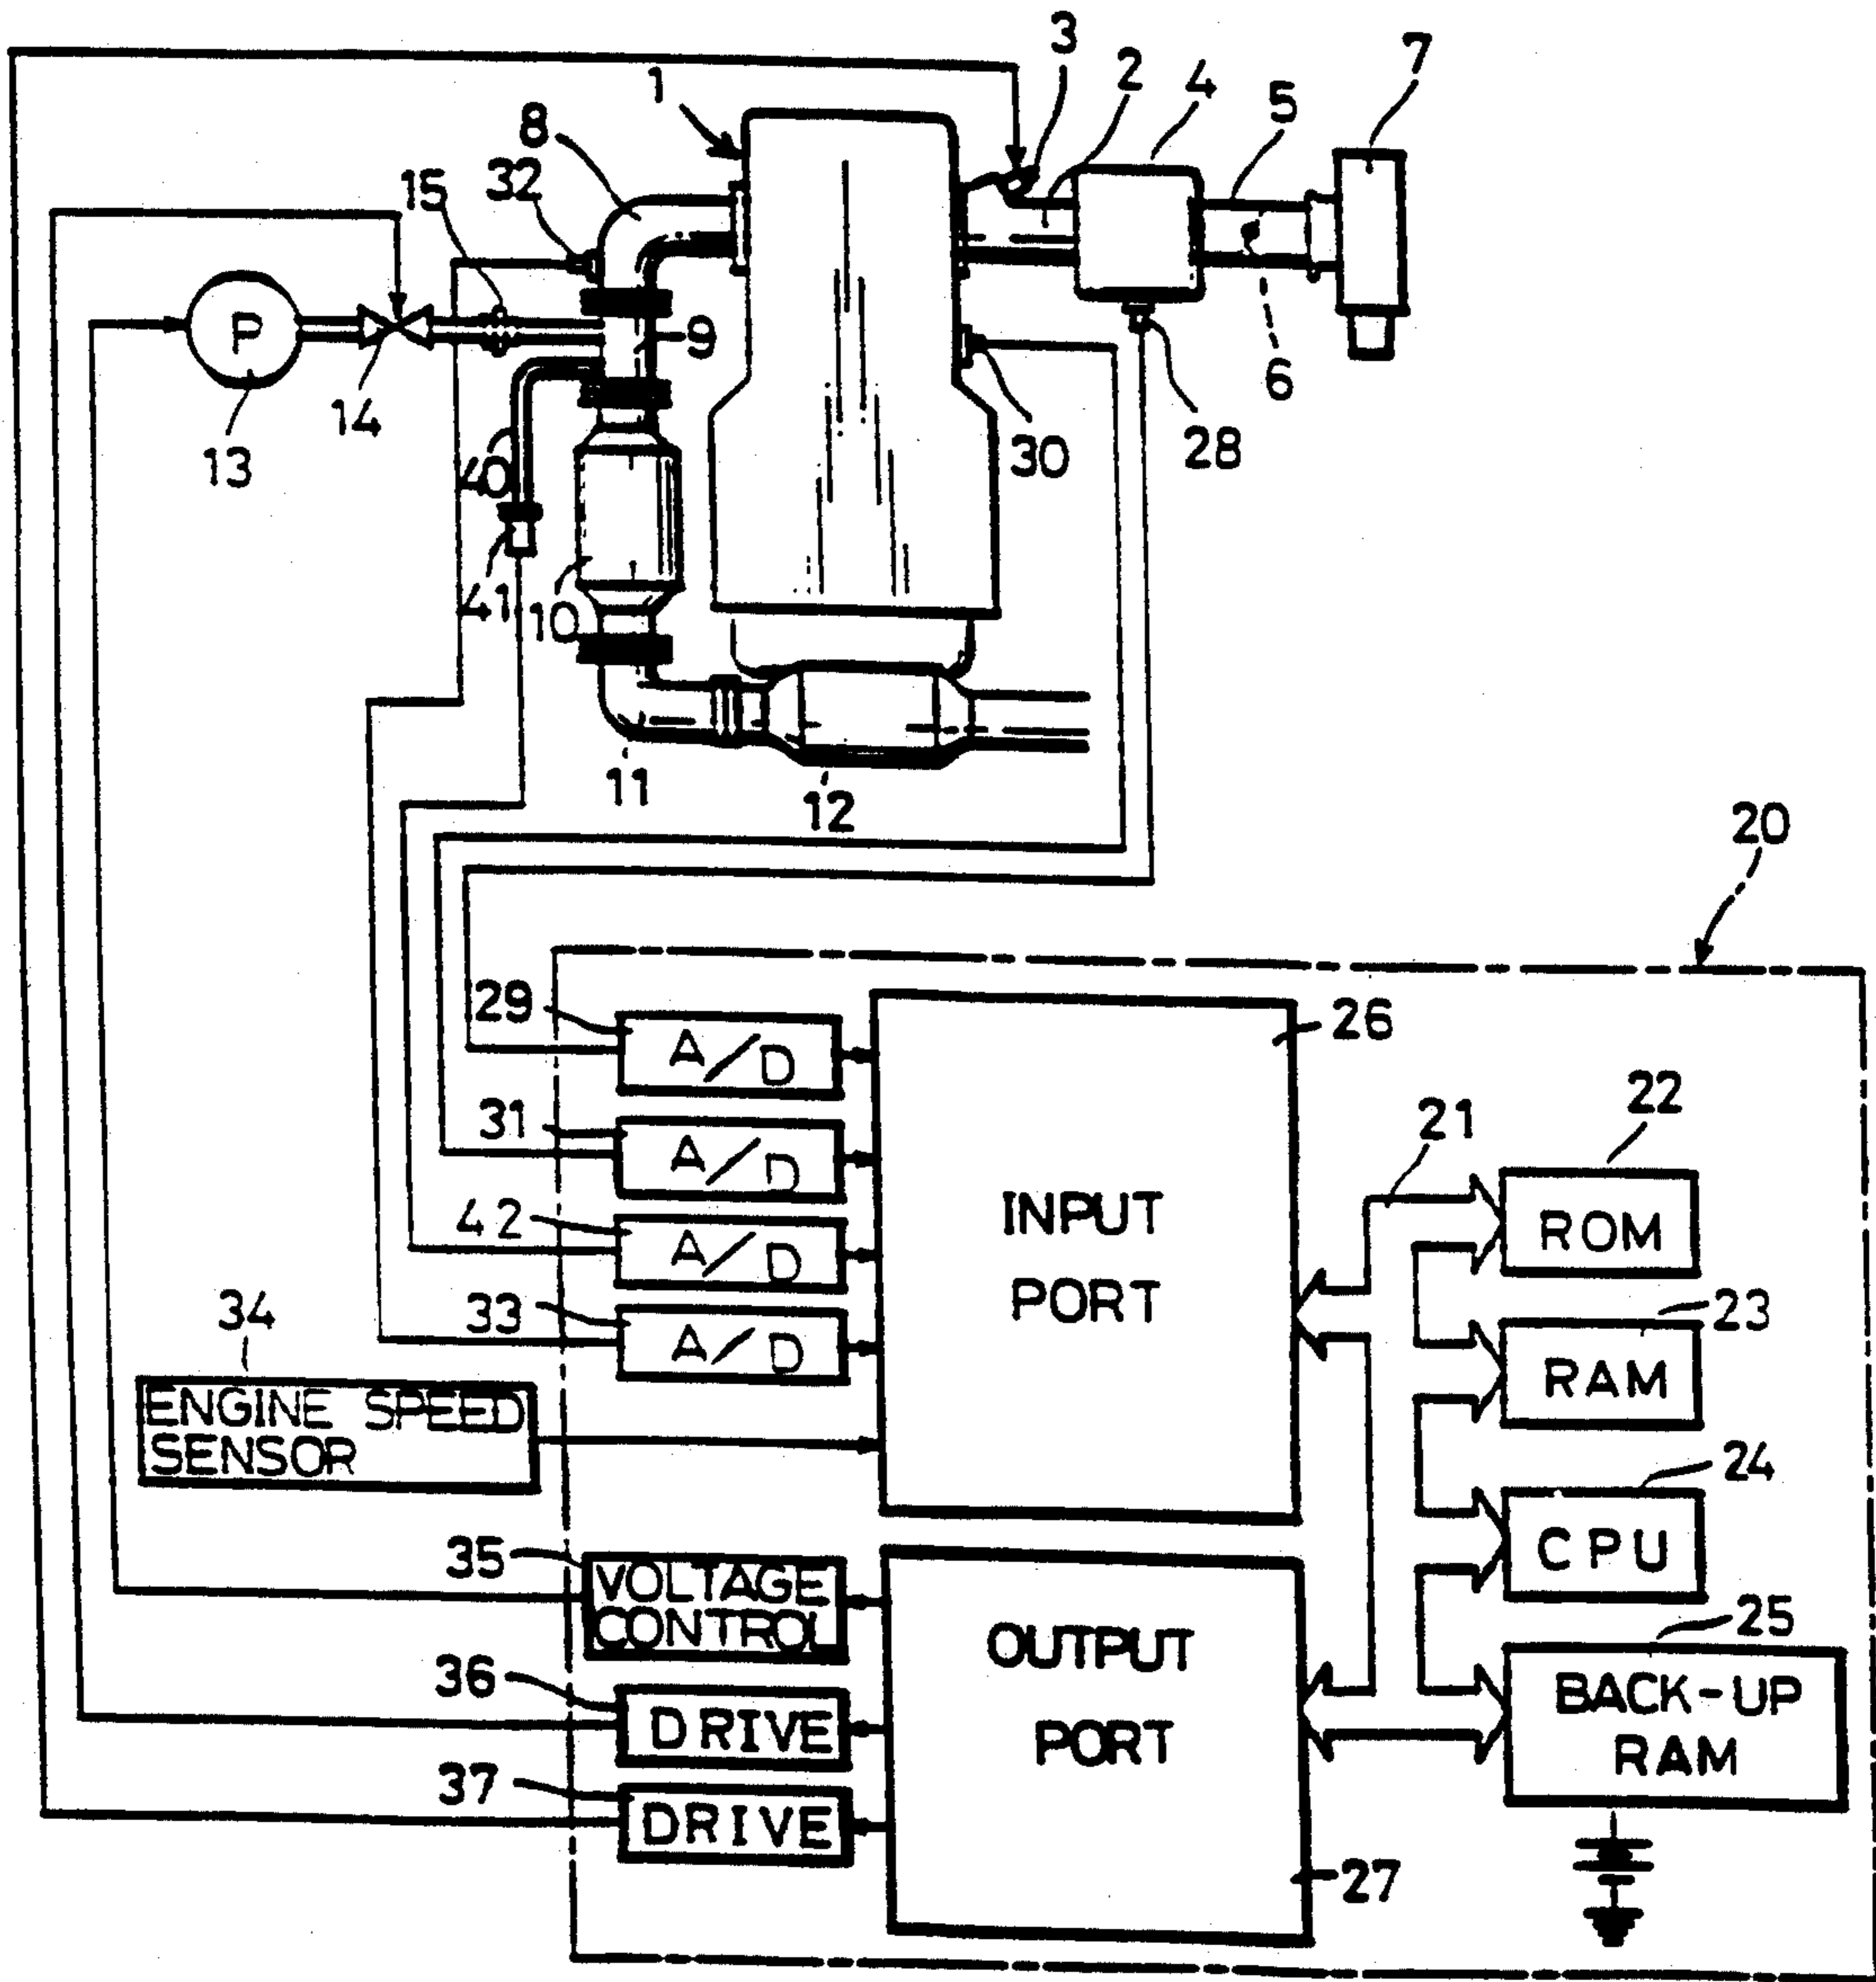 3
2
4
5
7
1
8
32
15
P
9
6
14
13
40
30
28
41
10
11
12
20
29
A/D
26
31
A/D
21
22
42
A/D
INPUT
PORT
ROM
34
33
A/D
23
RAM
ENGINE SPEED
SENSOR
24
CPU
35
VOLTAGE
CONTROL
OUTPUT
PORT
25
BACK-UP
RAM
36
DRIVE
37
DRIVE
27